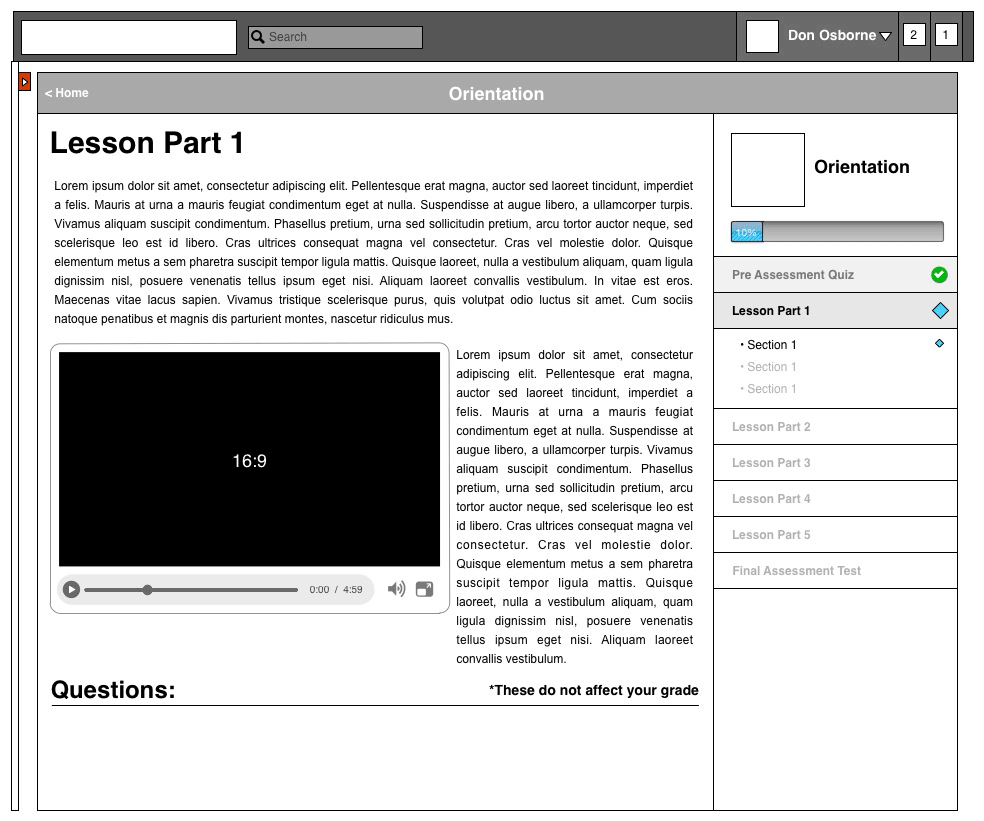 Search
Don Osborne
2
1
< Home
Orientation
Lesson Part 1
Lorem ipsum dolor sit amet, consectetur adipiscing elit. Pellentesque erat magna, auctor sed laoreet tincidunt, imperdiet
a felis. Mauris at urna a mauris feugiat condimentum eget at nulla. Suspendisse at augue libero, a ullamcorper turpis.
Vivamus aliquam suscipit condimentum. Phasellus pretium, urna sed sollicitudin pretium, arcu tortor auctor neque, sed
scelerisque leo est id libero. Cras ultrices consequat magna vel consectetur. Cras vel molestie dolor. Quisque
elementum metus a sem pharetra suscipit tempor ligula mattis. Quisque laoreet, nulla a vestibulum aliquam, quam ligula
dignissim nisl, posuere venenatis tellus ipsum eget nisi. Aliquam laoreet convallis vestibulum. In vitae est eros.
Maecenas vitae lacus sapien. Vivamus tristique scelerisque purus, quis volutpat odio luctus sit amet. Cum sociis
natoque penatibus et magnis dis parturient montes, nascetur ridiculus mus.
16:9
0:00 / 4:59
Lorem ipsum dolor sit amet, consectetur
adipiscing elit. Pellentesque erat magna,
auctor sed laoreet tincidunt, imperdiet a
felis. Mauris at urna a mauris feugiat
condimentum eget at nulla. Suspendisse at
augue libero, a ullamcorper turpis. Vivamus
aliquam suscipit condimentum. Phasellus
pretium, urna sed sollicitudin pretium, arcu
tortor auctor neque, sed scelerisque leo est
id libero. Cras ultrices consequat magna vel
consectetur. Cras vel molestie dolor.
Quisque elementum metus a sem pharetra
suscipit tempor ligula mattis. Quisque
laoreet, nulla a vestibulum aliquam, quam
ligula dignissim nisl, posuere venenatis
tellus ipsum eget nisi. Aliquam laoreet
convallis vestibulum.
Questions:
*These do not affect your grade
Orientation
10%
Pre Assessment Quiz
Lesson Part 1
• Section 1
• Section 1
• Section 1
Lesson Part 2
Lesson Part 3
Lesson Part 4
Lesson Part 5
Final Assessment Test